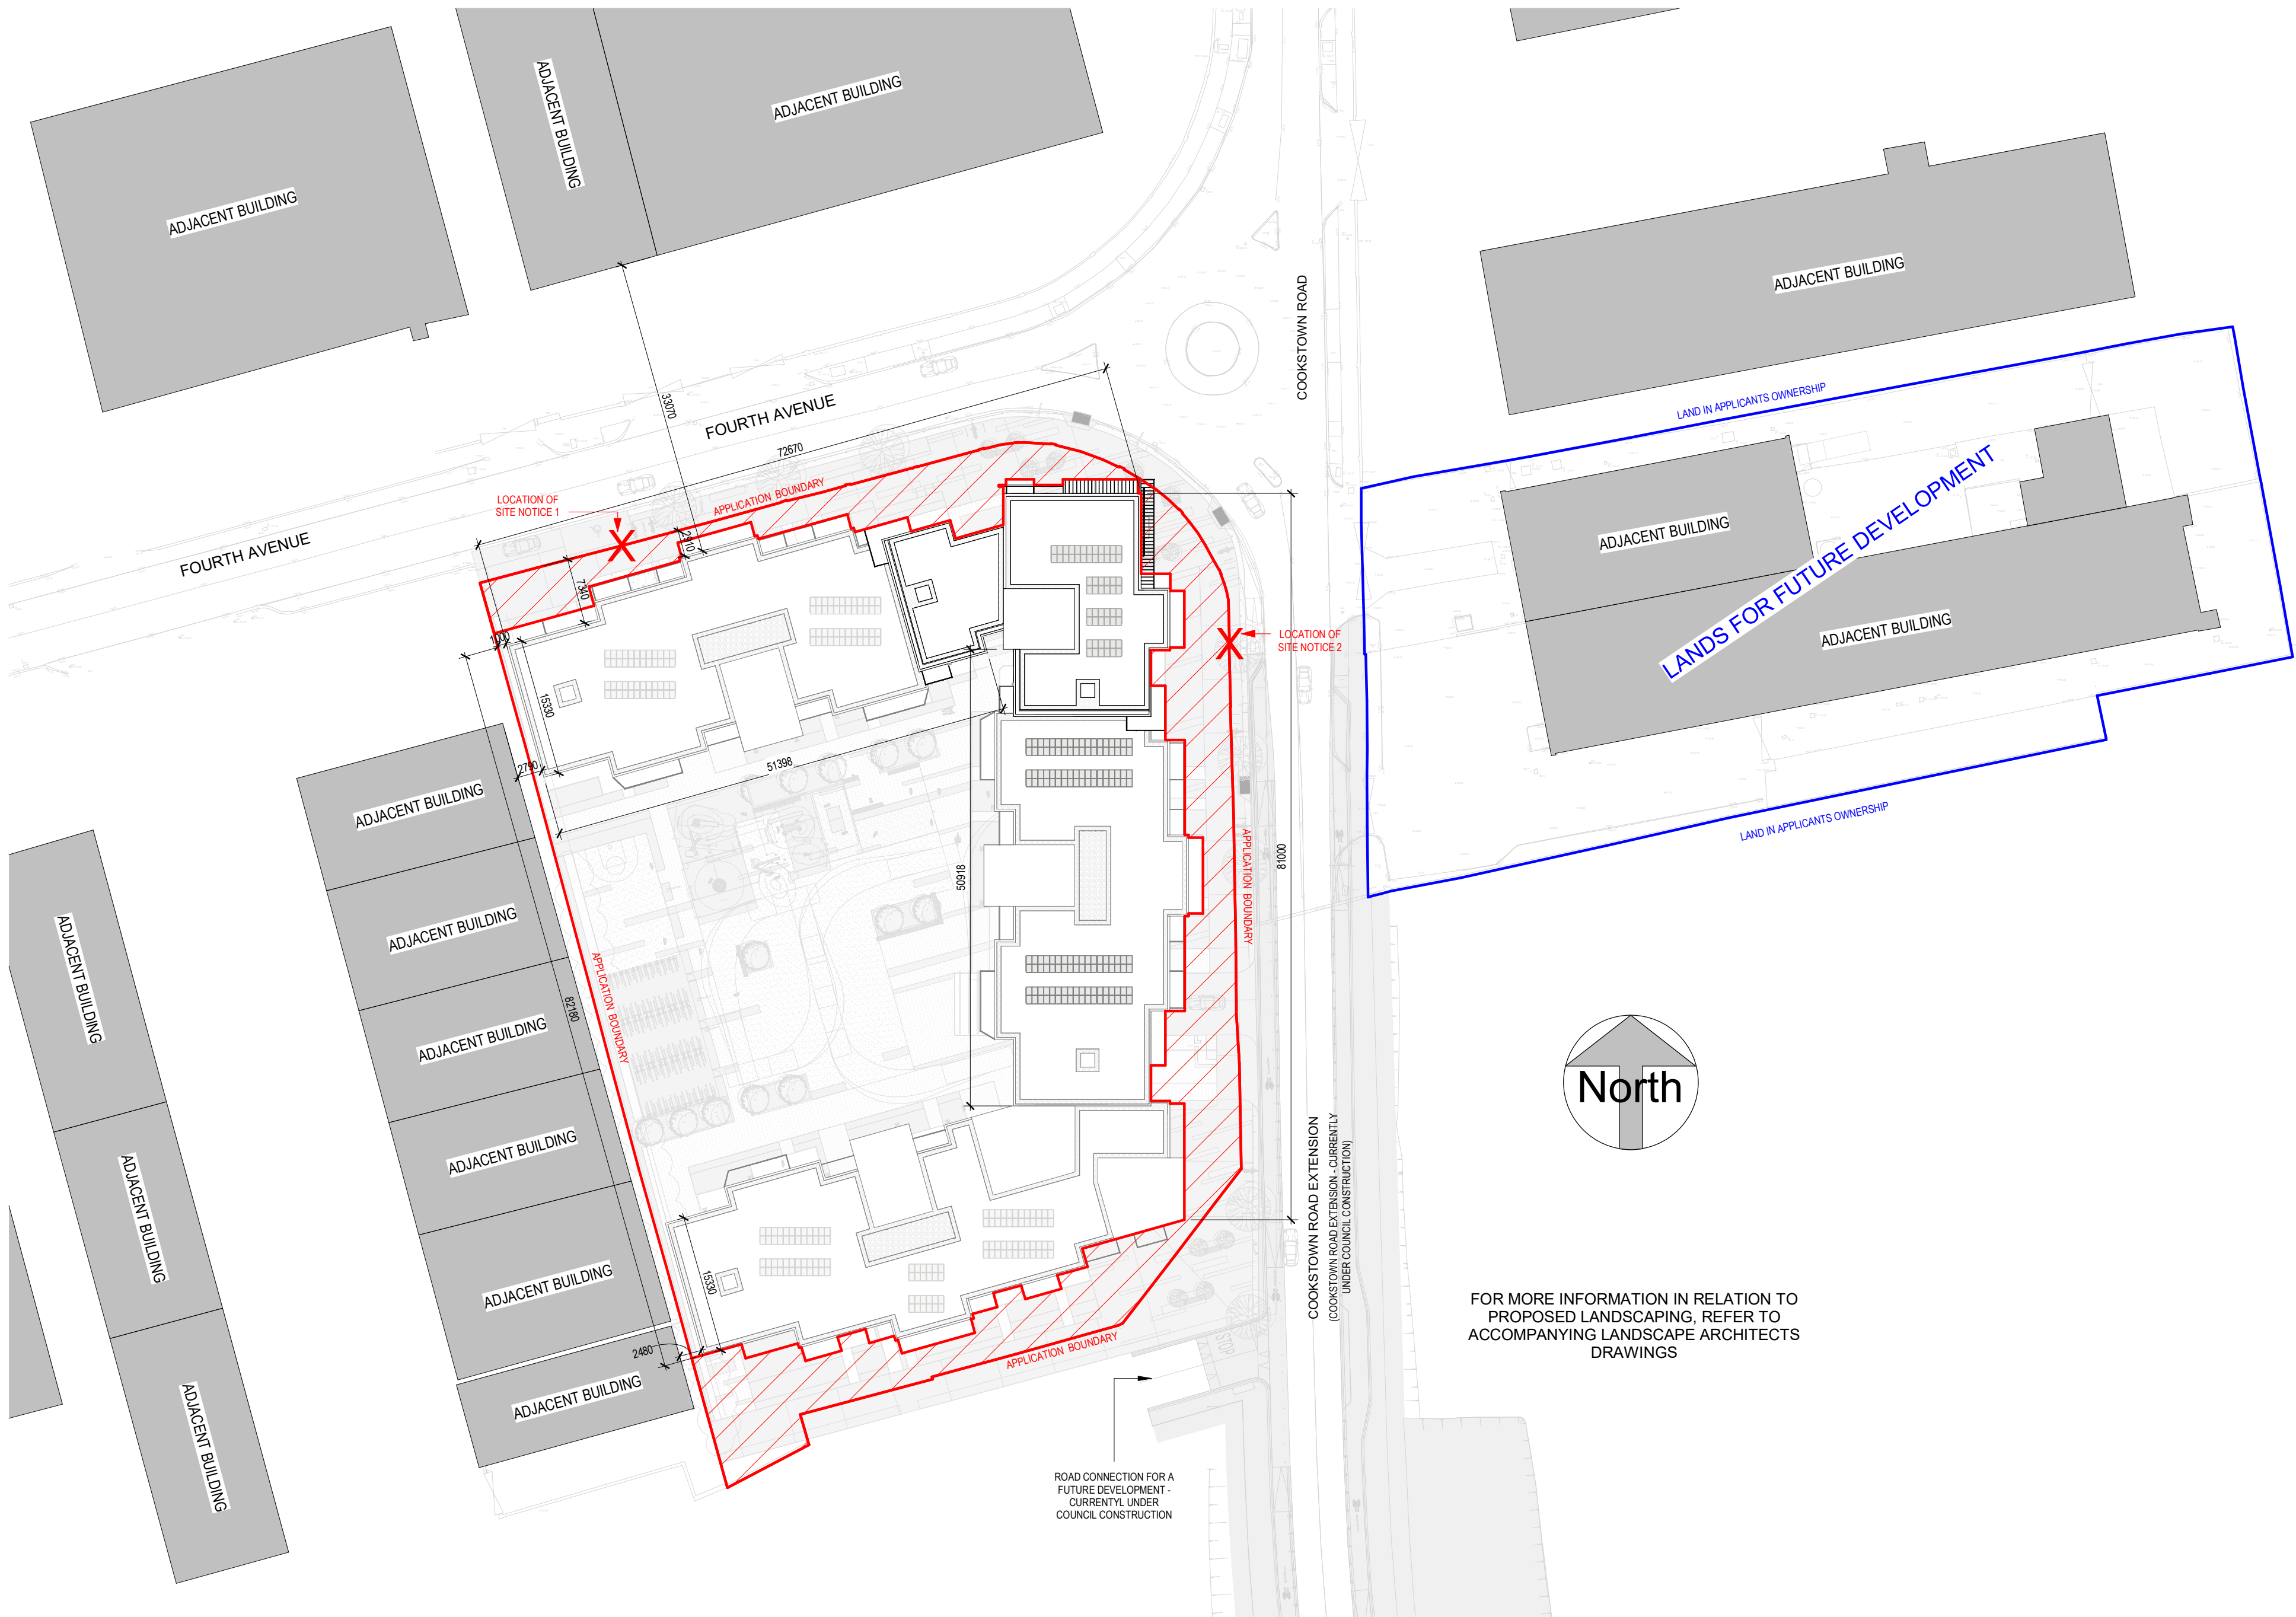 ADJACENT BUILDING
ADJACENT BUILDING
ADJACENT BUILDING
ADJACENT BUILDING
COOKSTOWN ROAD
33070
FOURTH AVENUE
72670
LAND IN APPLICANTS OWNERSHIP
LOCATION OF
SITE NOTICE 1
APPLICATION BOUNDARY
FOURTH AVENUE
2910
7340
X
ADJACENT BUILDING
LANDS FOR FUTURE DEVELOPMENT
ADJACENT BUILDING
X
LOCATION OF
SITE NOTICE 2
15330
2790
51398
ADJACENT BUILDING
LAND IN APPLICANTS OWNERSHIP
50918
81000
APPLICATION BOUNDARY
ADJACENT BUILDING
ADJACENT BUILDING
APPLICATION BOUNDARY
82180
ADJACENT BUILDING
North
ADJACENT BUILDING
ADJACENT BUILDING
COOKSTOWN ROAD EXTENSION
(COOKSTOWN ROAD EXTENSION - CURRENTLY
UNDER COUNCIL CONSTRUCTION)
ADJACENT BUILDING
15330
2480
APPLICATION BOUNDARY
STOP
FOR MORE INFORMATION IN RELATION TO
PROPOSED LANDSCAPING, REFER TO
ACCOMPANYING LANDSCAPE ARCHITECTS
DRAWINGS
ADJACENT BUILDING
ADJACENT BUILDING
ROAD CONNECTION FOR A
FUTURE DEVELOPMENT -
CURRENTYL UNDER
COUNCIL CONSTRUCTION